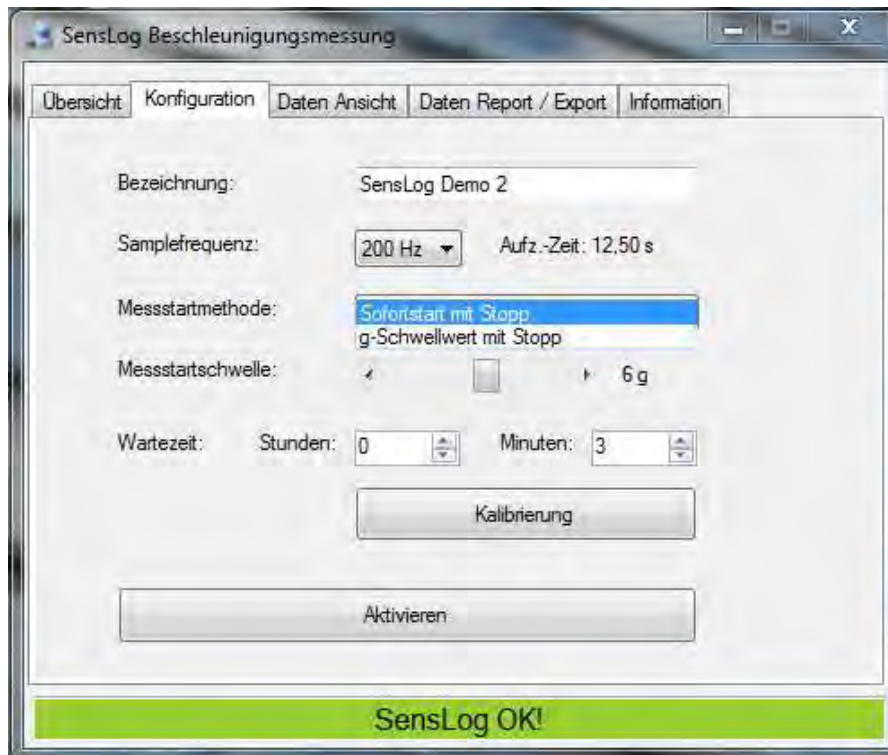 SensLog Beschleunigungsmessung
Übersicht Konfiguration Daten Ansicht Daten Report / Export Information
Bezeichnung: SensLog Demo 2
Samplefrequenz: 200 Hz Aufz.-Zeit: 12,50 s
Messstartmethode: Sofortstart mit Stopp
g-Schwellwert mit Stopp
Messstartschwelle: 6 g
Wartezeit: Stunden: 0 Minuten: 3
Kalibrierung
Aktivieren
SensLog OK!